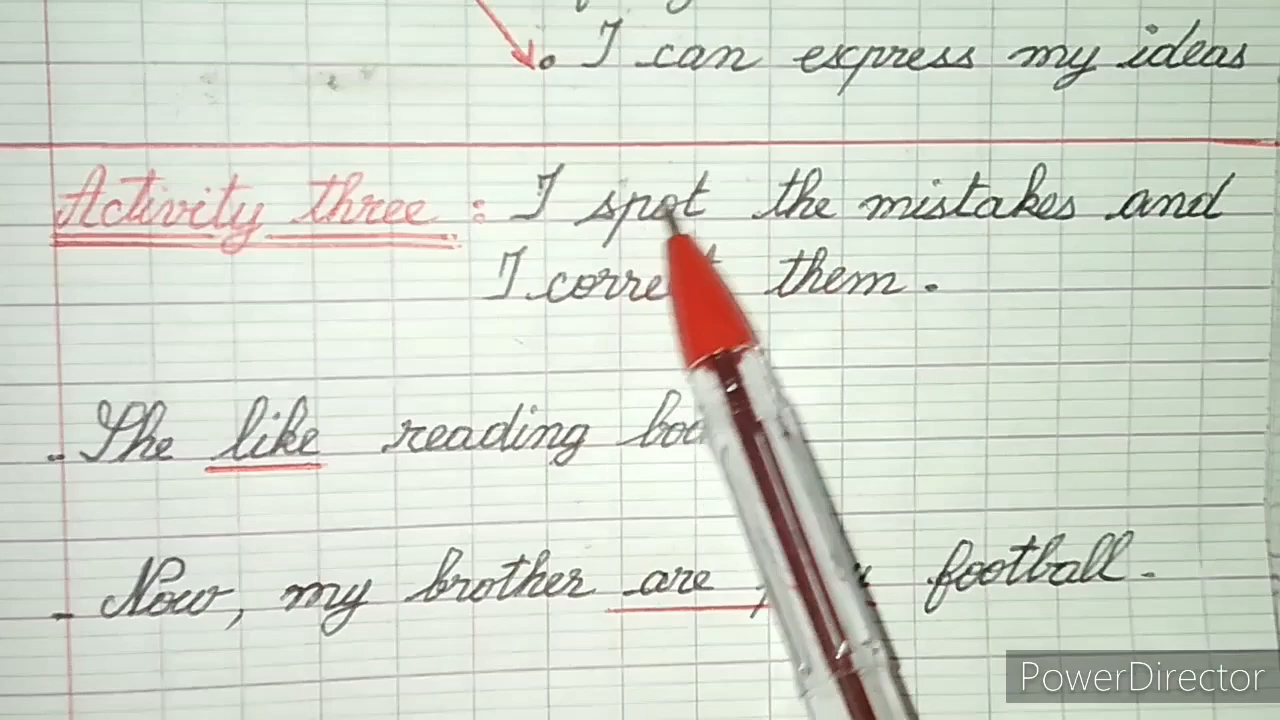 . I can express my ideas
Activity three : I spot the mistakes and
I correct them .
. She like reading
. Now, my brother are football .
PowerDirector